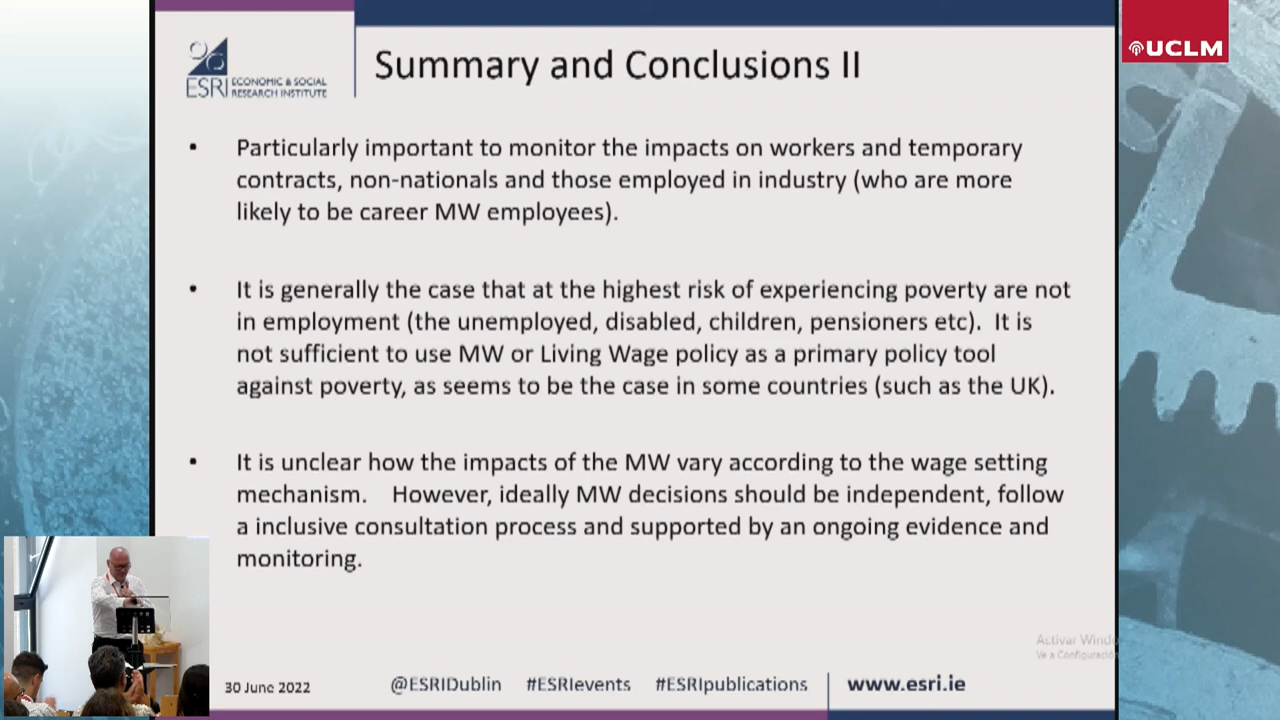 UCLM
ESRI
ECONOMIC & SOCIAL
RESEARCH INSTITUTE
Summary and Conclusions II
• Particularly important to monitor the impacts on workers and temporary
contracts, non-nationals and those employed in industry (who are more
likely to be career MW employees).
• It is generally the case that at the highest risk of experiencing poverty are not
in employment (the unemployed, disabled, children, pensioners etc). It is
not sufficient to use MW or Living Wage policy as a primary policy tool
against poverty, as seems to be the case in some countries (such as the UK).
• It is unclear how the impacts of the MW vary according to the wage setting
mechanism. However, ideally MW decisions should be independent, follow
a inclusive consultation process and supported by an ongoing evidence and
monitoring.
Activar Windo
Ve a Configuración
30 June 2022
@ESRIDublin #ESRIevents #ESRIpublications
www.esri.ie